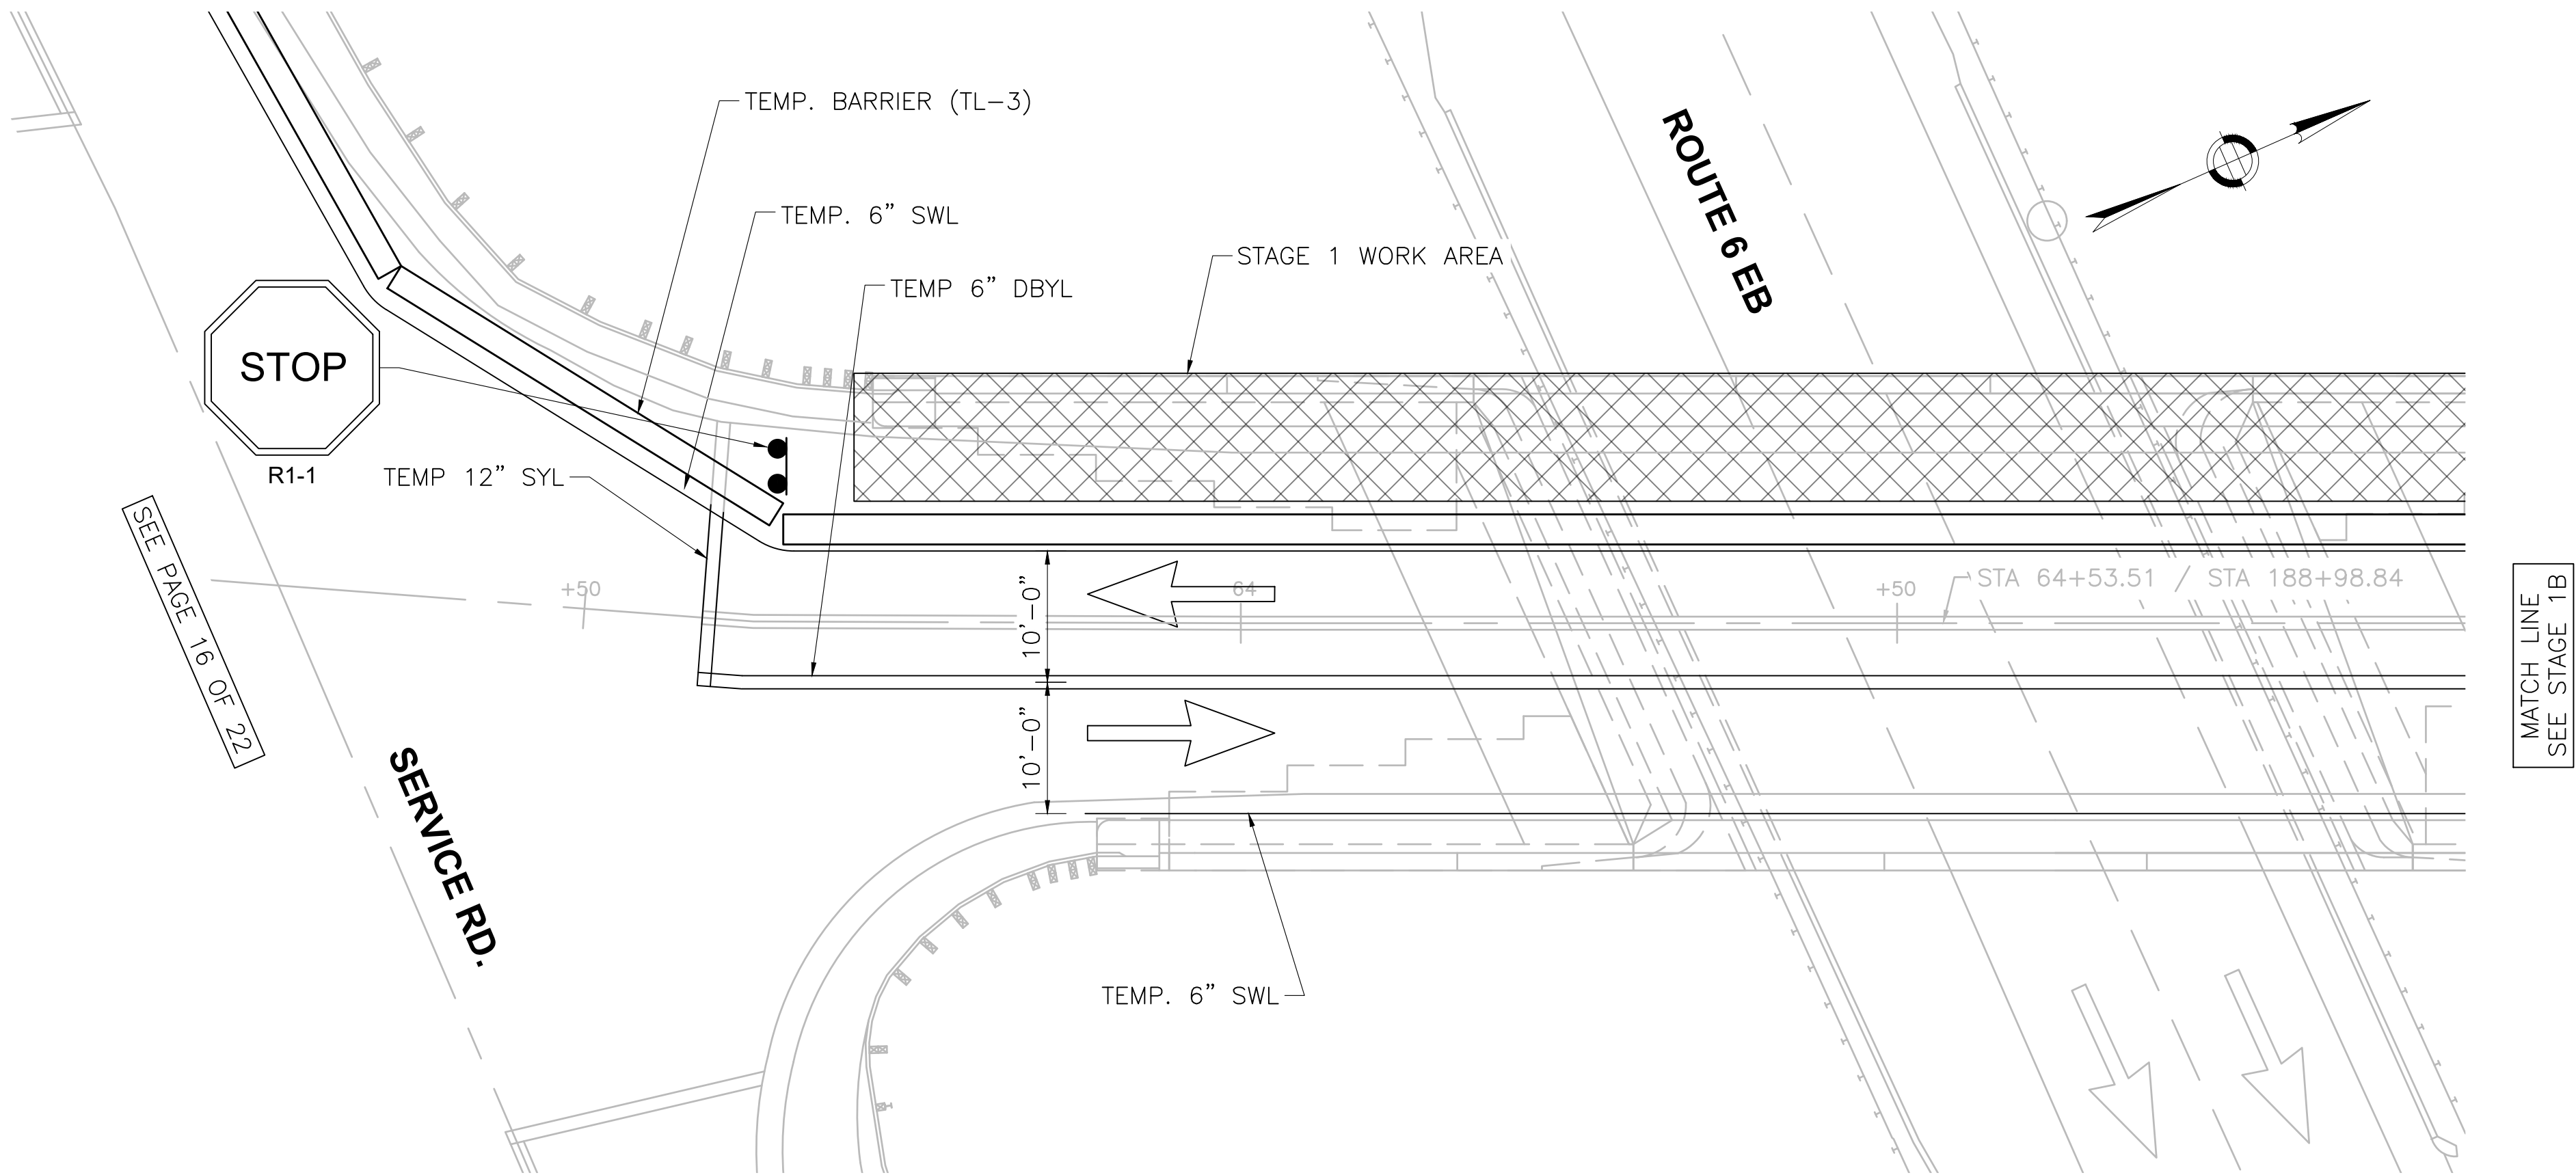 TEMP. BARRIER (TL-3)
TEMP. 6" SWL
TEMP 6" DBYL
STAGE 1 WORK AREA
ROUTE 6 EB
STOP
R1-1
TEMP 12" SYL
SEE PAGE 16 OF 22
+50
64
+50
STA 64+53.51 / STA 188+98.84
10'-0"
10'-0"
MATCH LINE
SEE STAGE 1B
SERVICE RD.
TEMP. 6" SWL